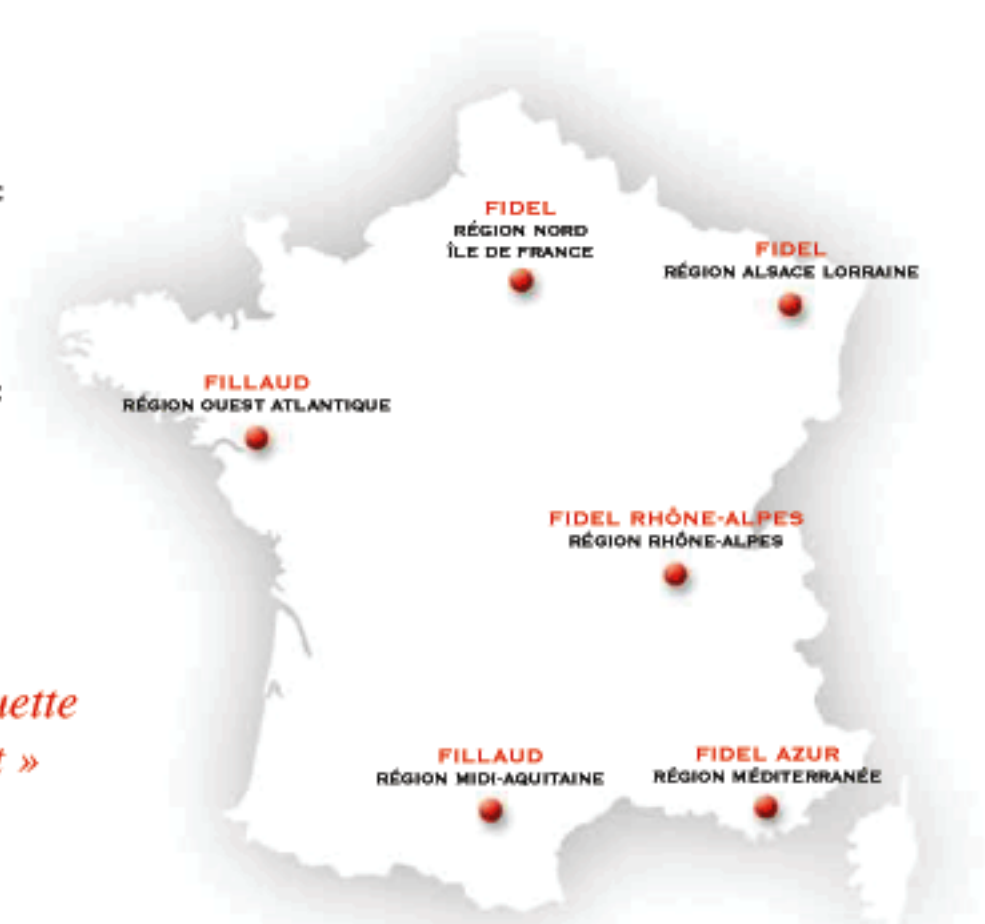 FIDEL
RÉGION NORD
ÎLE DE FRANCE
FIDEL
RÉGION ALSACE LORRAINE
FILLAUD
RÉGION OUEST ATLANTIQUE
FIDEL RHÔNE-ALPES
RÉGION RHÔNE-ALPES
FILLAUD
RÉGION MIDI-AQUITAINE
FIDEL AZUR
RÉGION MÉDITERRANÉE
»